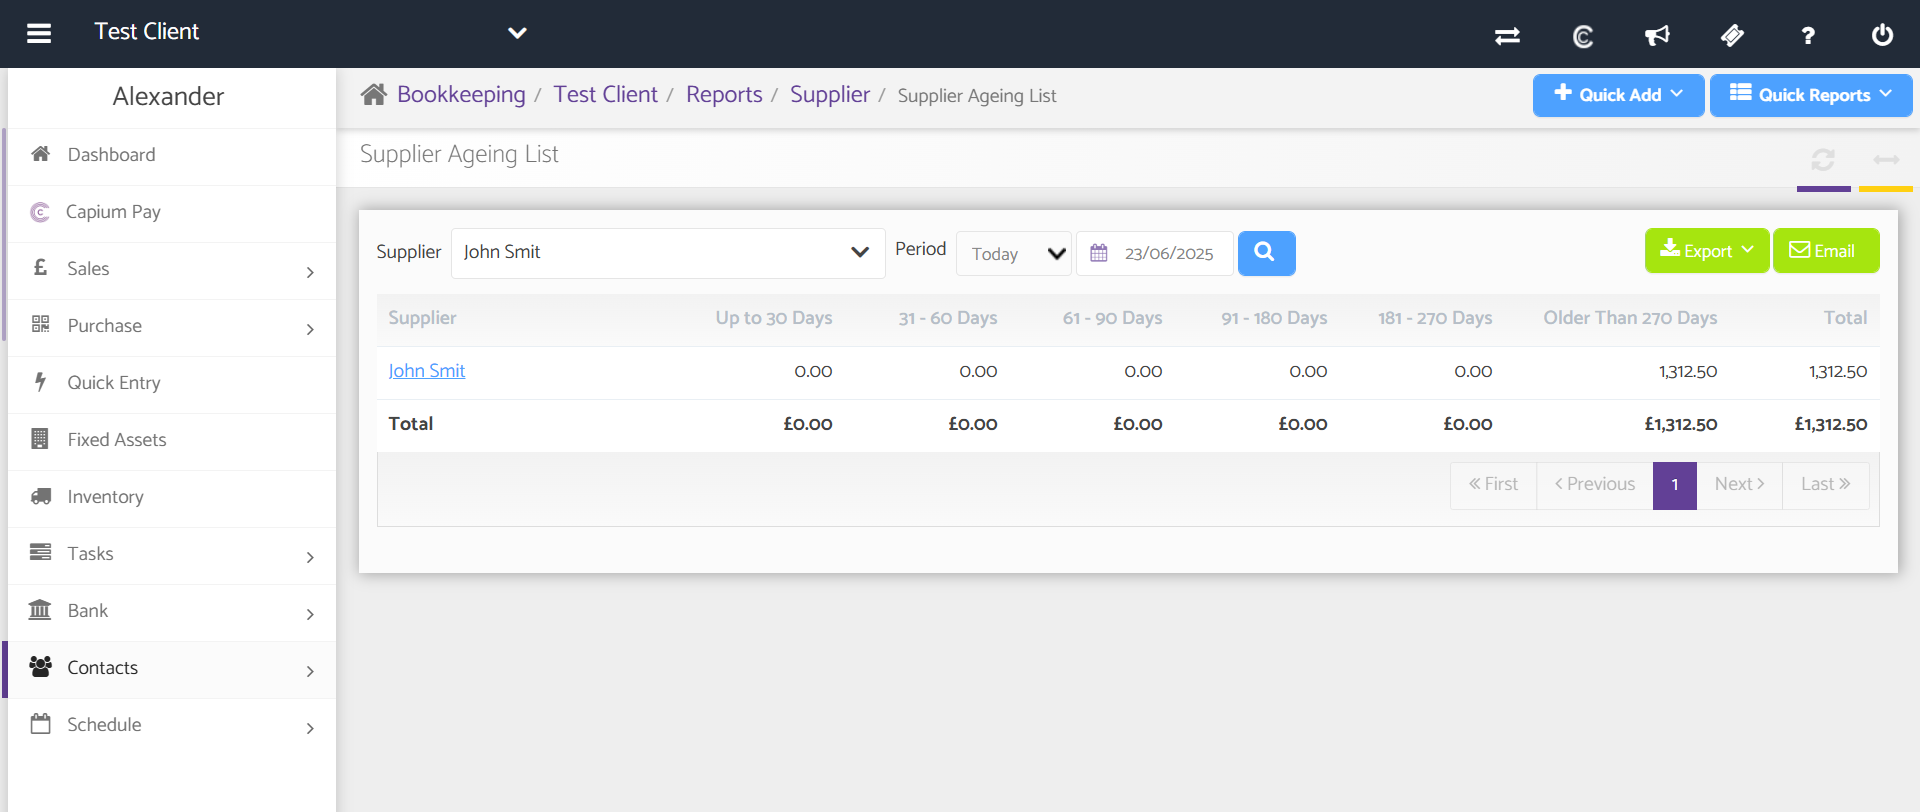 Test Client
Alexander
Bookkeeping / Test Client / Reports / Supplier / Supplier Ageing List
Quick Add
Quick Reports
Supplier Ageing List
Dashboard
Capium Pay
Sales
Purchase
Quick Entry
Fixed Assets
Inventory
Tasks
Bank
Contacts
Schedule
Supplier John Smit Period Today 23/06/2025 Export Email
Supplier Up to 30 Days 31 - 60 Days 61 - 90 Days 91 - 180 Days 181 - 270 Days Older Than 270 Days Total
John Smit 0.00 0.00 0.00 0.00 0.00 1,312.50 1,312.50
Total £0.00 £0.00 £0.00 £0.00 £0.00 £1,312.50 £1,312.50
« First ‹ Previous 1 Next › Last »